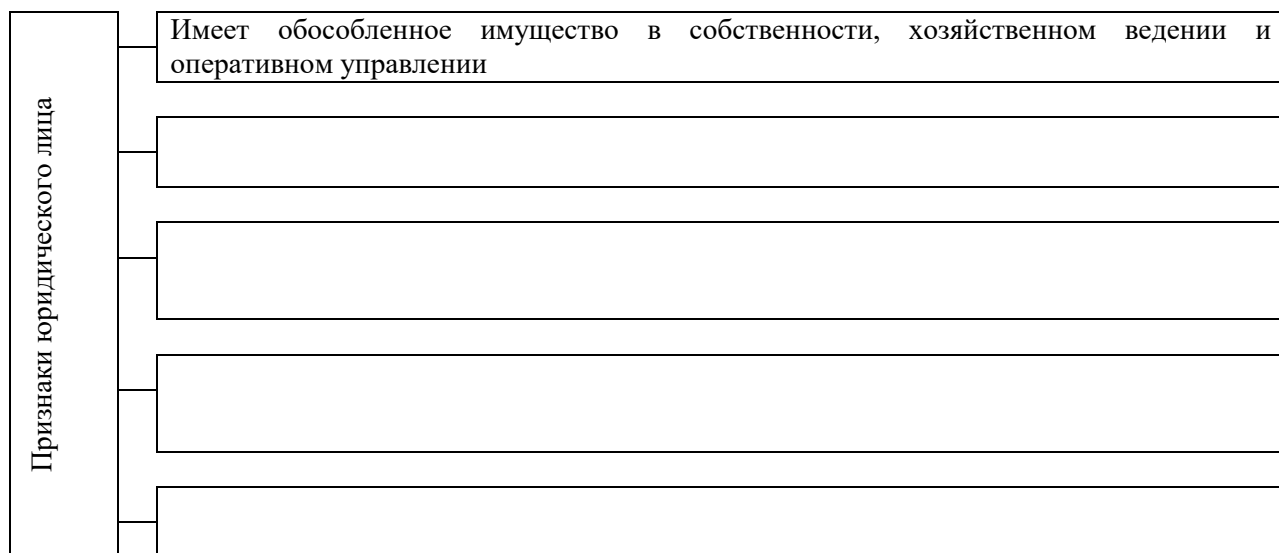 Признаки юридического лица
Имеет обособленное имущество в собственности, хозяйственном ведении и
оперативном управлении